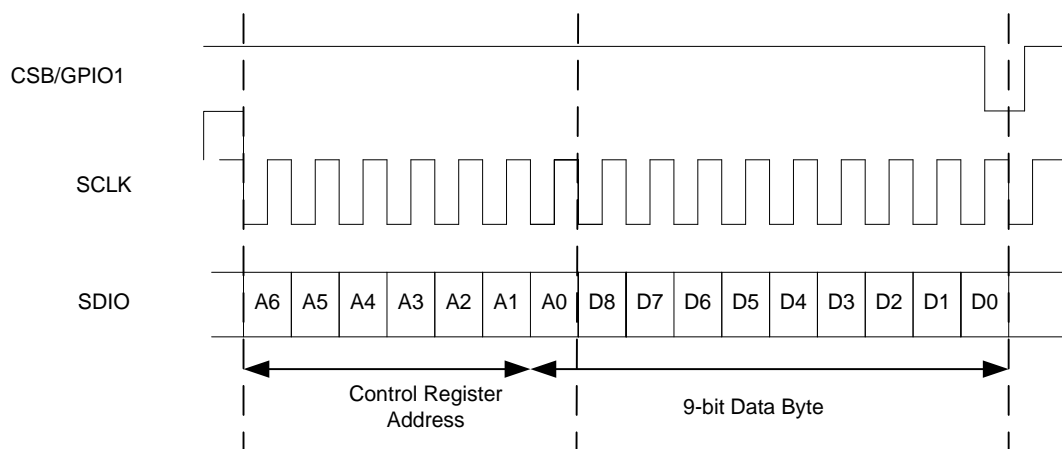 CSB/GPIO1
SCLK
SDIO
A6 A5 A4 A3 A2 A1 A0 D8 D7 D6 D5 D4 D3 D2 D1 D0
Control Register
Address
9-bit Data Byte